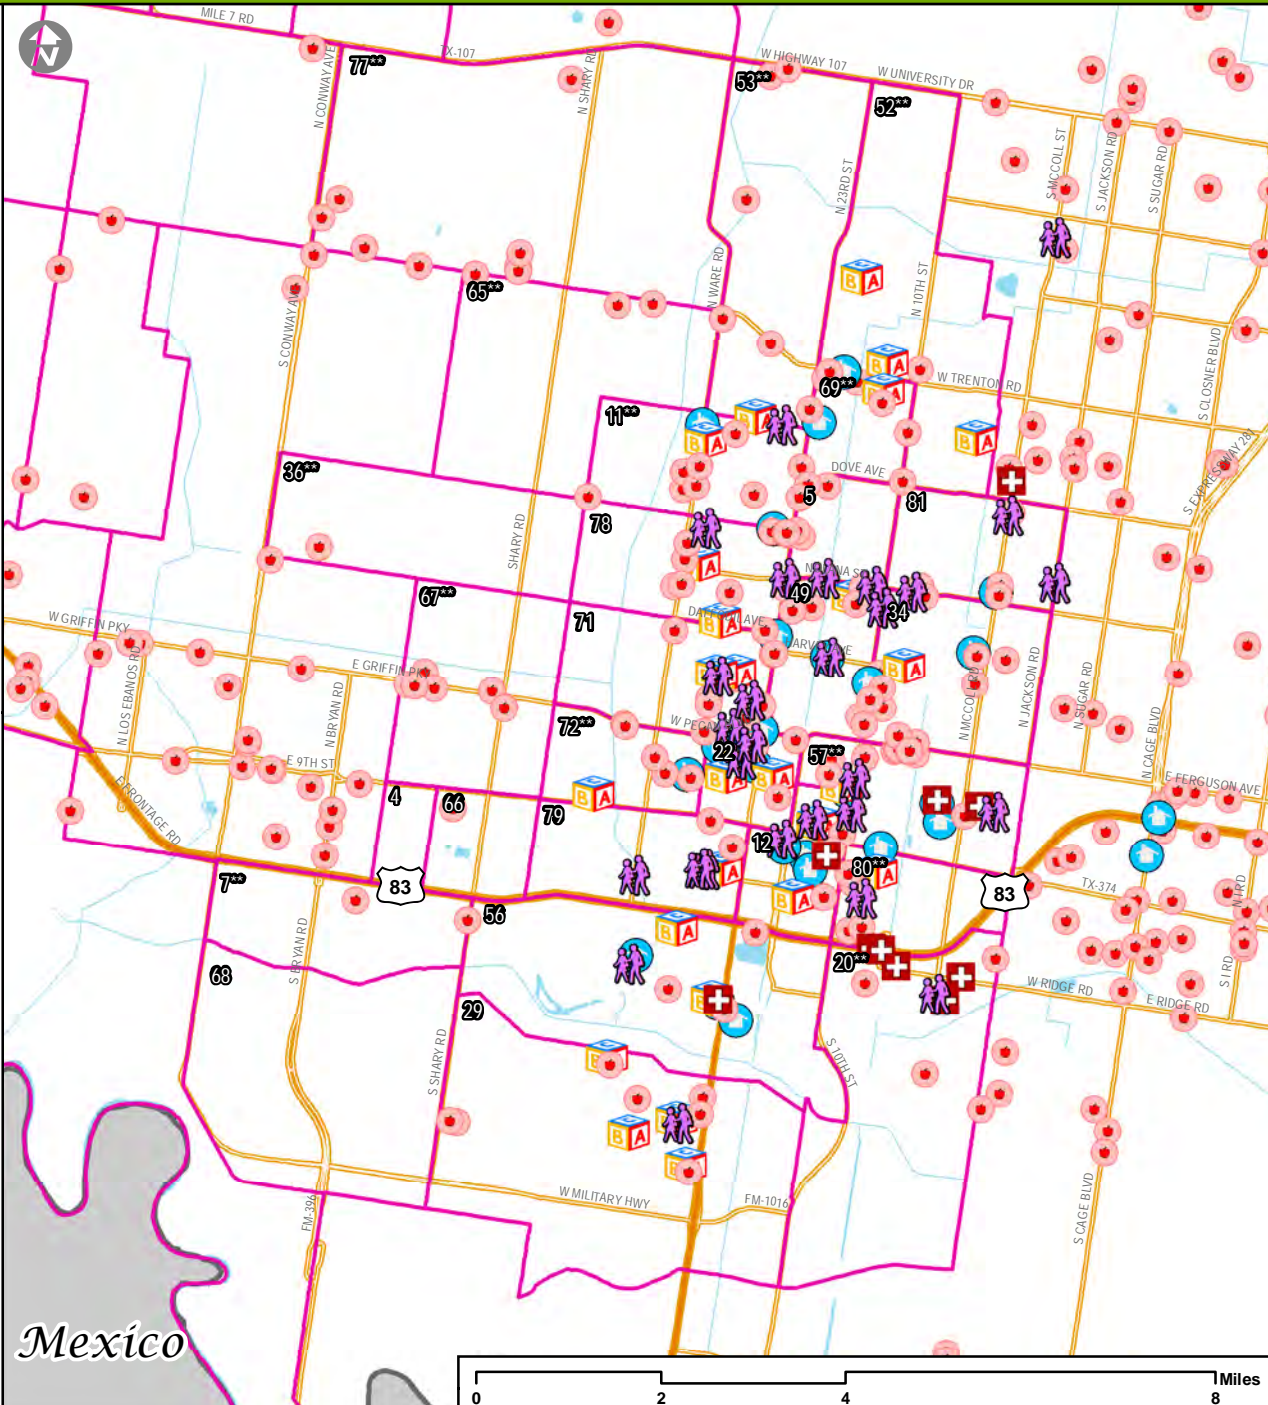 N
MILE 7 RD
TX-107
W HIGHWAY 107
W UNIVERSITY DR
77**
53**
52**
N CONWAY AVE
N SHARY RD
N 23RD ST
S MCCOLL ST
S JACKSON RD
S SUGAR RD
N WARE RD
N 10TH ST
65**
S CONWAY AVE
S CLOSNER BLVD
69**
W TRENTON RD
11**
36**
DOVE AVE
5
81
S EXPRESSWAY 281
78
SHARY RD
67**
49
34
71
W GRIFFIN PKY
E GRIFFIN PKY
N LOS EBANOS RD
N BRYAN RD
N MCCOLL RD
N JACKSON RD
N SUGAR RD
N CAGE BLVD
72**
22
57**
E 9TH ST
E FERGUSON AVE
4
66
79
E FRONTAGE RD
12
80**
7**
83
83
TX-374
N I RD
56
S BRYAN RD
68
20**
S I RD
W RIDGE RD
E RIDGE RD
29
S SHARY RD
S 10TH ST
W MILITARY HWY
FM-1016
FM-396
S CAGE BLVD
Mexico
Miles
0 2 4 8